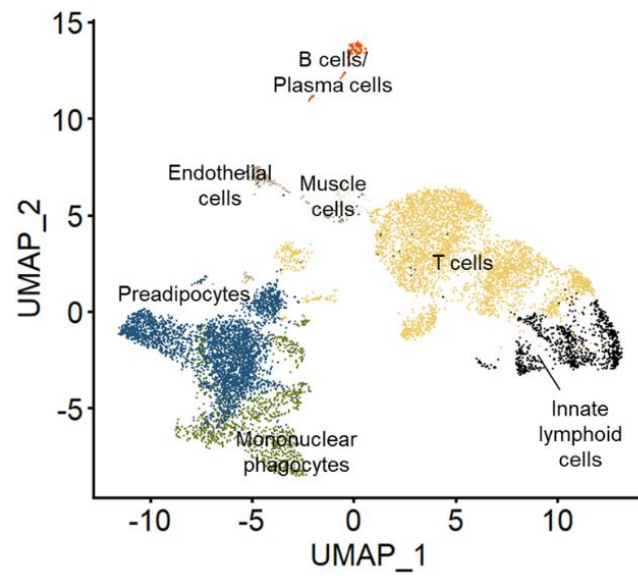 15
B cells/
Plasma cells
10
Endothelial
cells
Muscle
cells
5
T cells
UMAP_2
Preadipocytes
0
-5
Mononuclear
phagocytes
Innate
lymphoid
cells
-10
-5
0
5
10
UMAP_1